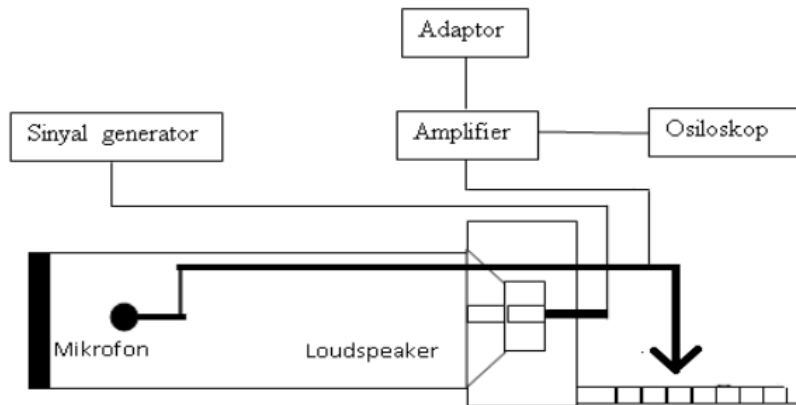 Adaptor
Sinyal generator
Amplifier
Osiloskop
Mikrofon
Loudspeaker